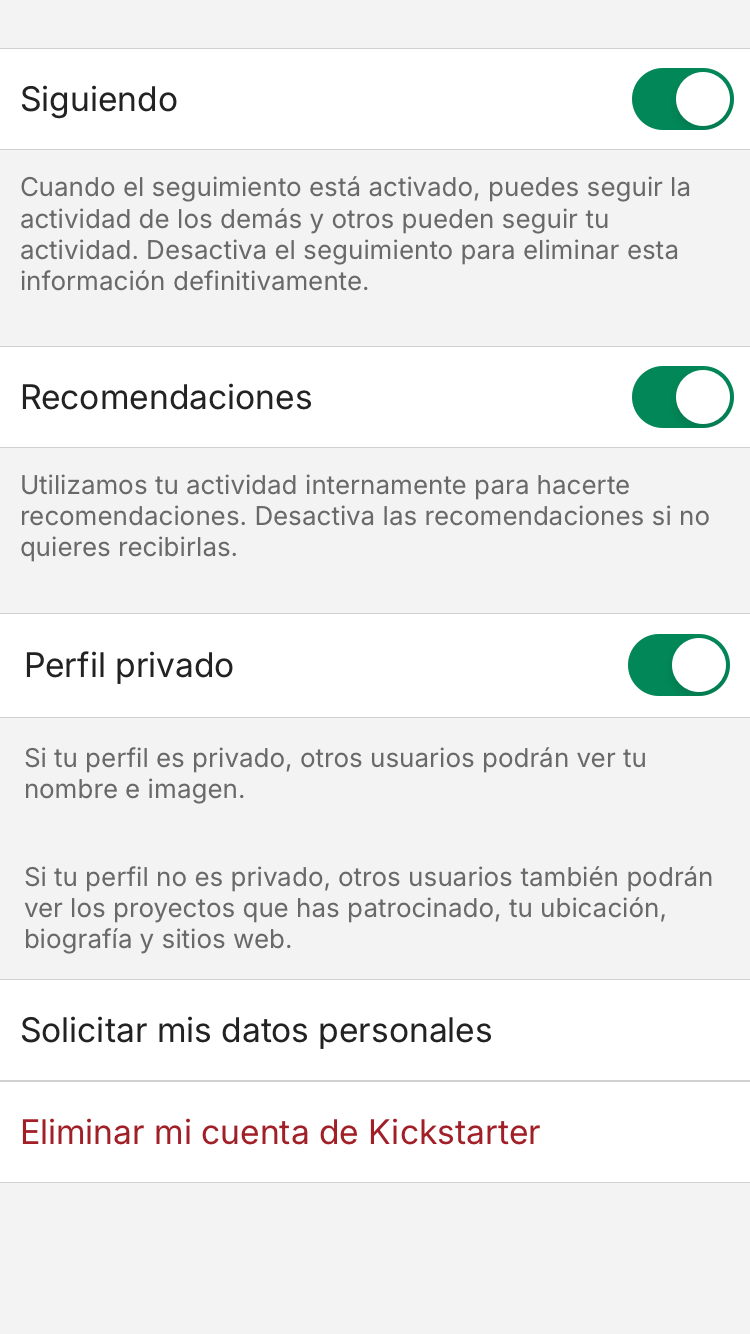 Siguiendo
Cuando el seguimiento está activado, puedes seguir la
actividad de los demás y otros pueden seguir tu
actividad. Desactiva el seguimiento para eliminar esta
información definitivamente.
Recomendaciones
Utilizamos tu actividad internamente para hacerte
recomendaciones. Desactiva las recomendaciones si no
quieres recibirlas.
Perfil privado
Si tu perfil es privado, otros usuarios podrán ver tu
nombre e imagen.
Si tu perfil no es privado, otros usuarios también podrán
ver los proyectos que has patrocinado, tu ubicación,
biografía y sitios web.
Solicitar mis datos personales
Eliminar mi cuenta de Kickstarter